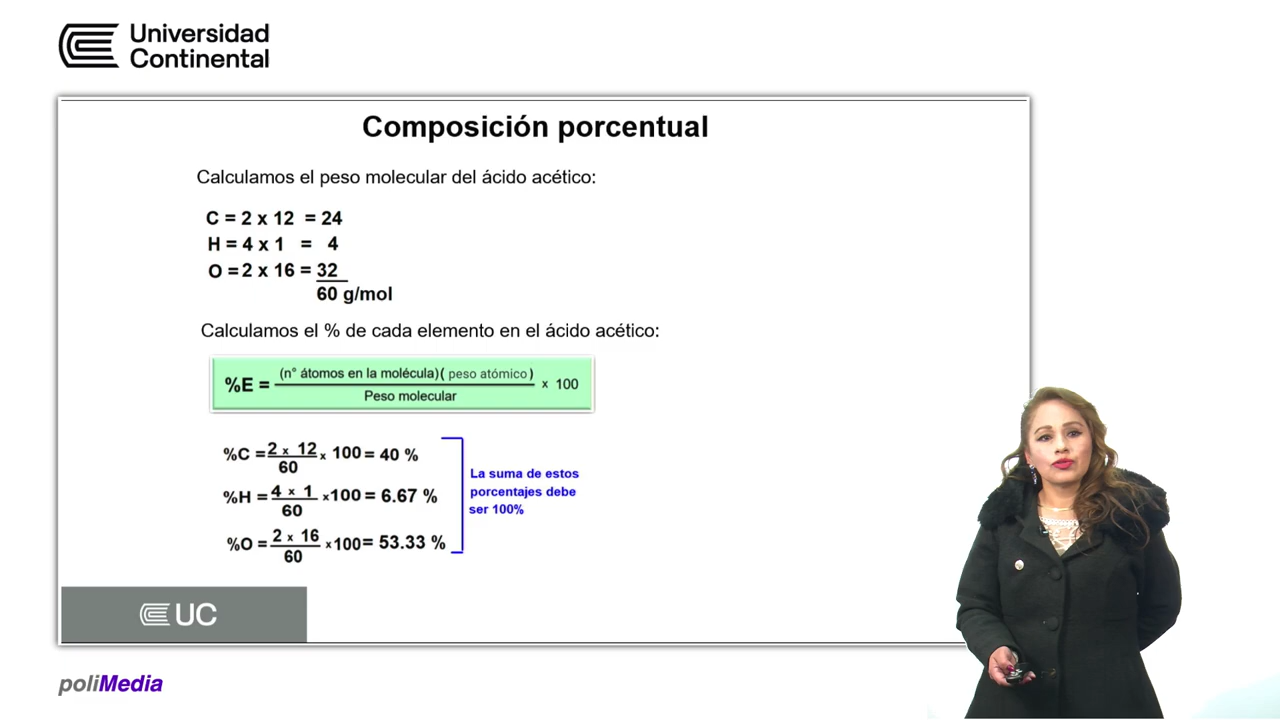 Universidad
Continental
Composición porcentual
Calculamos el peso molecular del ácido acético:
C = 2 x 12 = 24
H = 4 x 1 = 4
O = 2 x 16 = 32
60 g/mol
Calculamos el % de cada elemento en el ácido acético:
%E = (n° átomos en la molécula)( peso atómico) x 100
Peso molecular
%C = 2 x 12 x 100 = 40 %
60
%H = 4 x 1 x100 = 6.67 %
60
%O = 2 x 16 x100 = 53.33 %
60
La suma de estos
porcentajes debe
ser 100%
UC
poliMedia